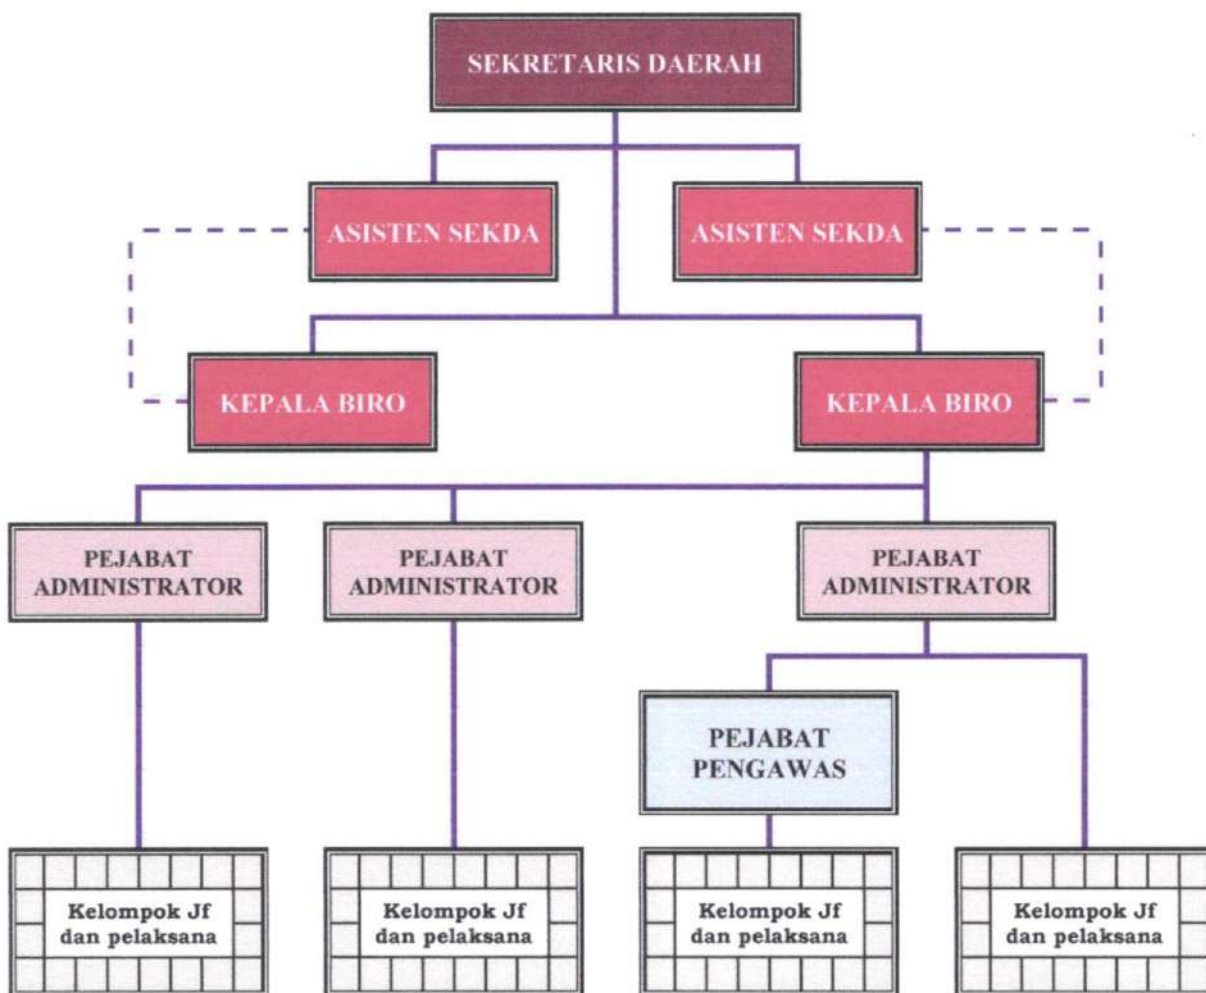 SEKRETARIS DAERAH
ASISTEN SEKDA
ASISTEN SEKDA
KEPALA BIRO
KEPALA BIRO
PEJABAT
ADMINISTRATOR
PEJABAT
ADMINISTRATOR
PEJABAT
ADMINISTRATOR
PEJABAT
PENGAWAS
Kelompok Jf
dan pelaksana
Kelompok Jf
dan pelaksana
Kelompok Jf
dan pelaksana
Kelompok Jf
dan pelaksana